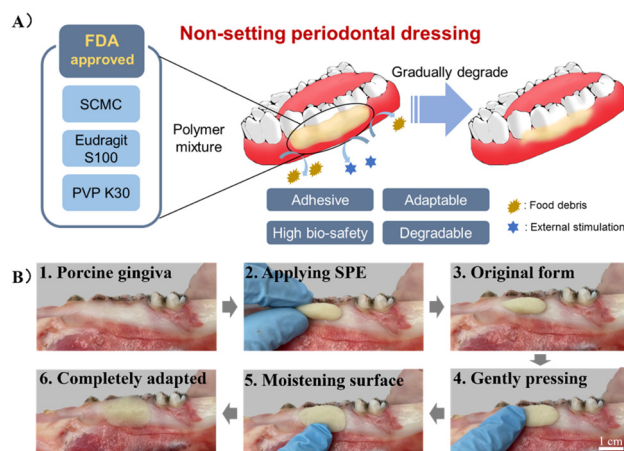 A)
FDA
approved
SCMC
Eudragit
S100
PVP K30
Polymer
mixture
Non-setting periodontal dressing
Gradually degrade
Adhesive
Adaptable
High bio-safety
Degradable
: Food debris
: External stimulation
B)
1. Porcine gingiva
2. Applying SPE
3. Original form
6. Completely adapted
5. Moistening surface
4. Gently pressing
1 cm